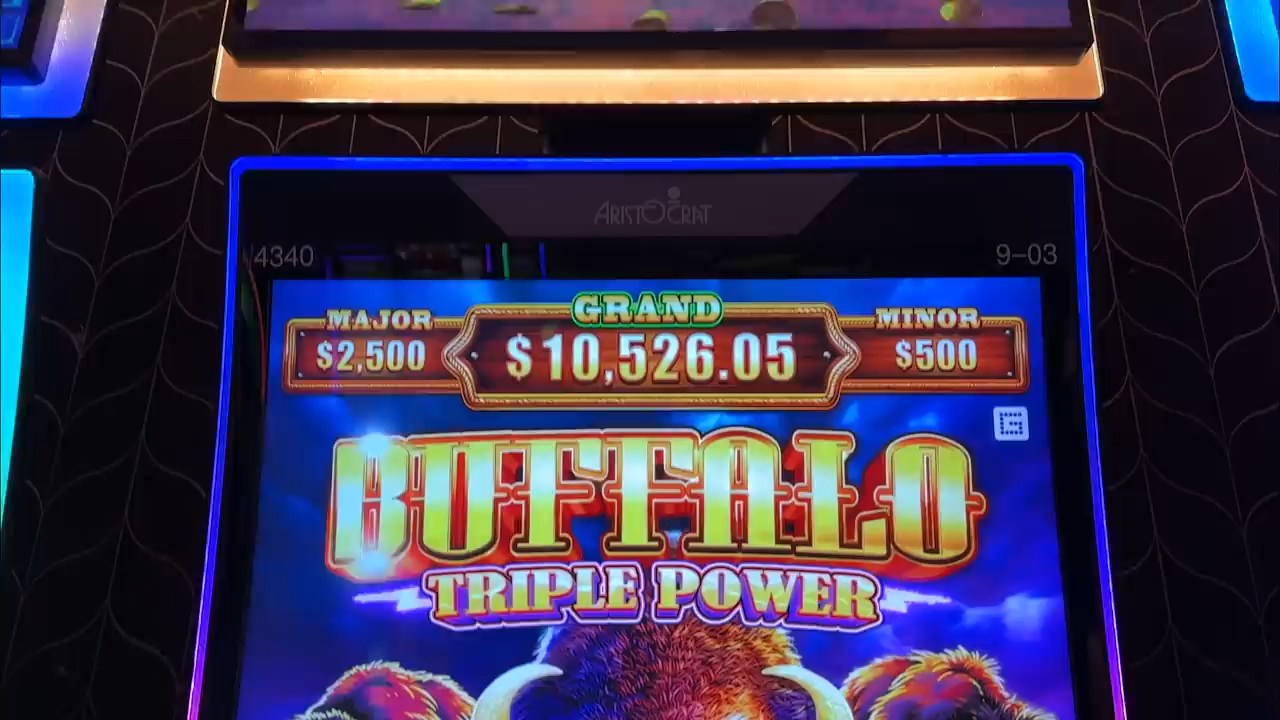 ARISTOCRAT
4340
9-03
MAJOR
GRAND
MINOR
$2,500
$10,526.05
$500
G
BUFFALO
TRIPLE POWER